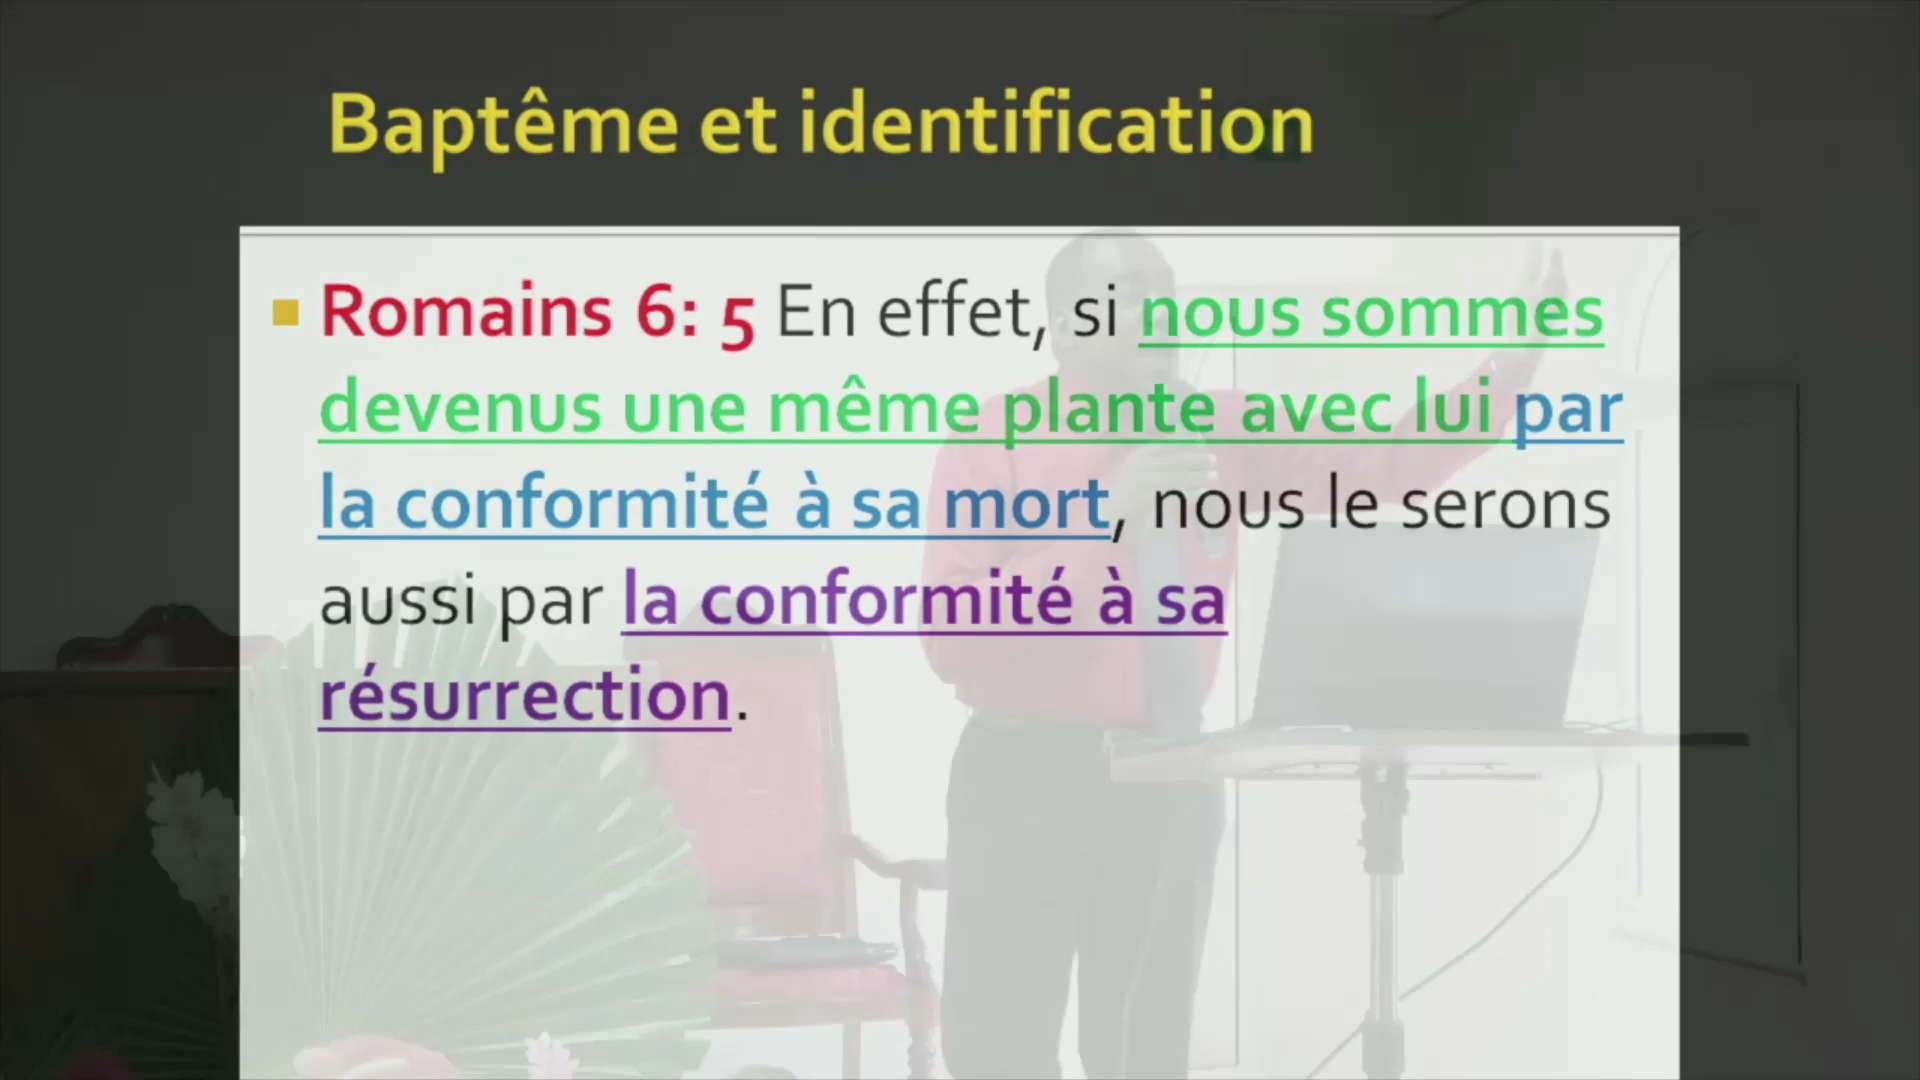 Baptême et identification
Romains 6: 5 En effet, si nous sommes
devenus une même plante avec lui par
la conformité à sa mort, nous le serons
aussi par la conformité à sa
résurrection.